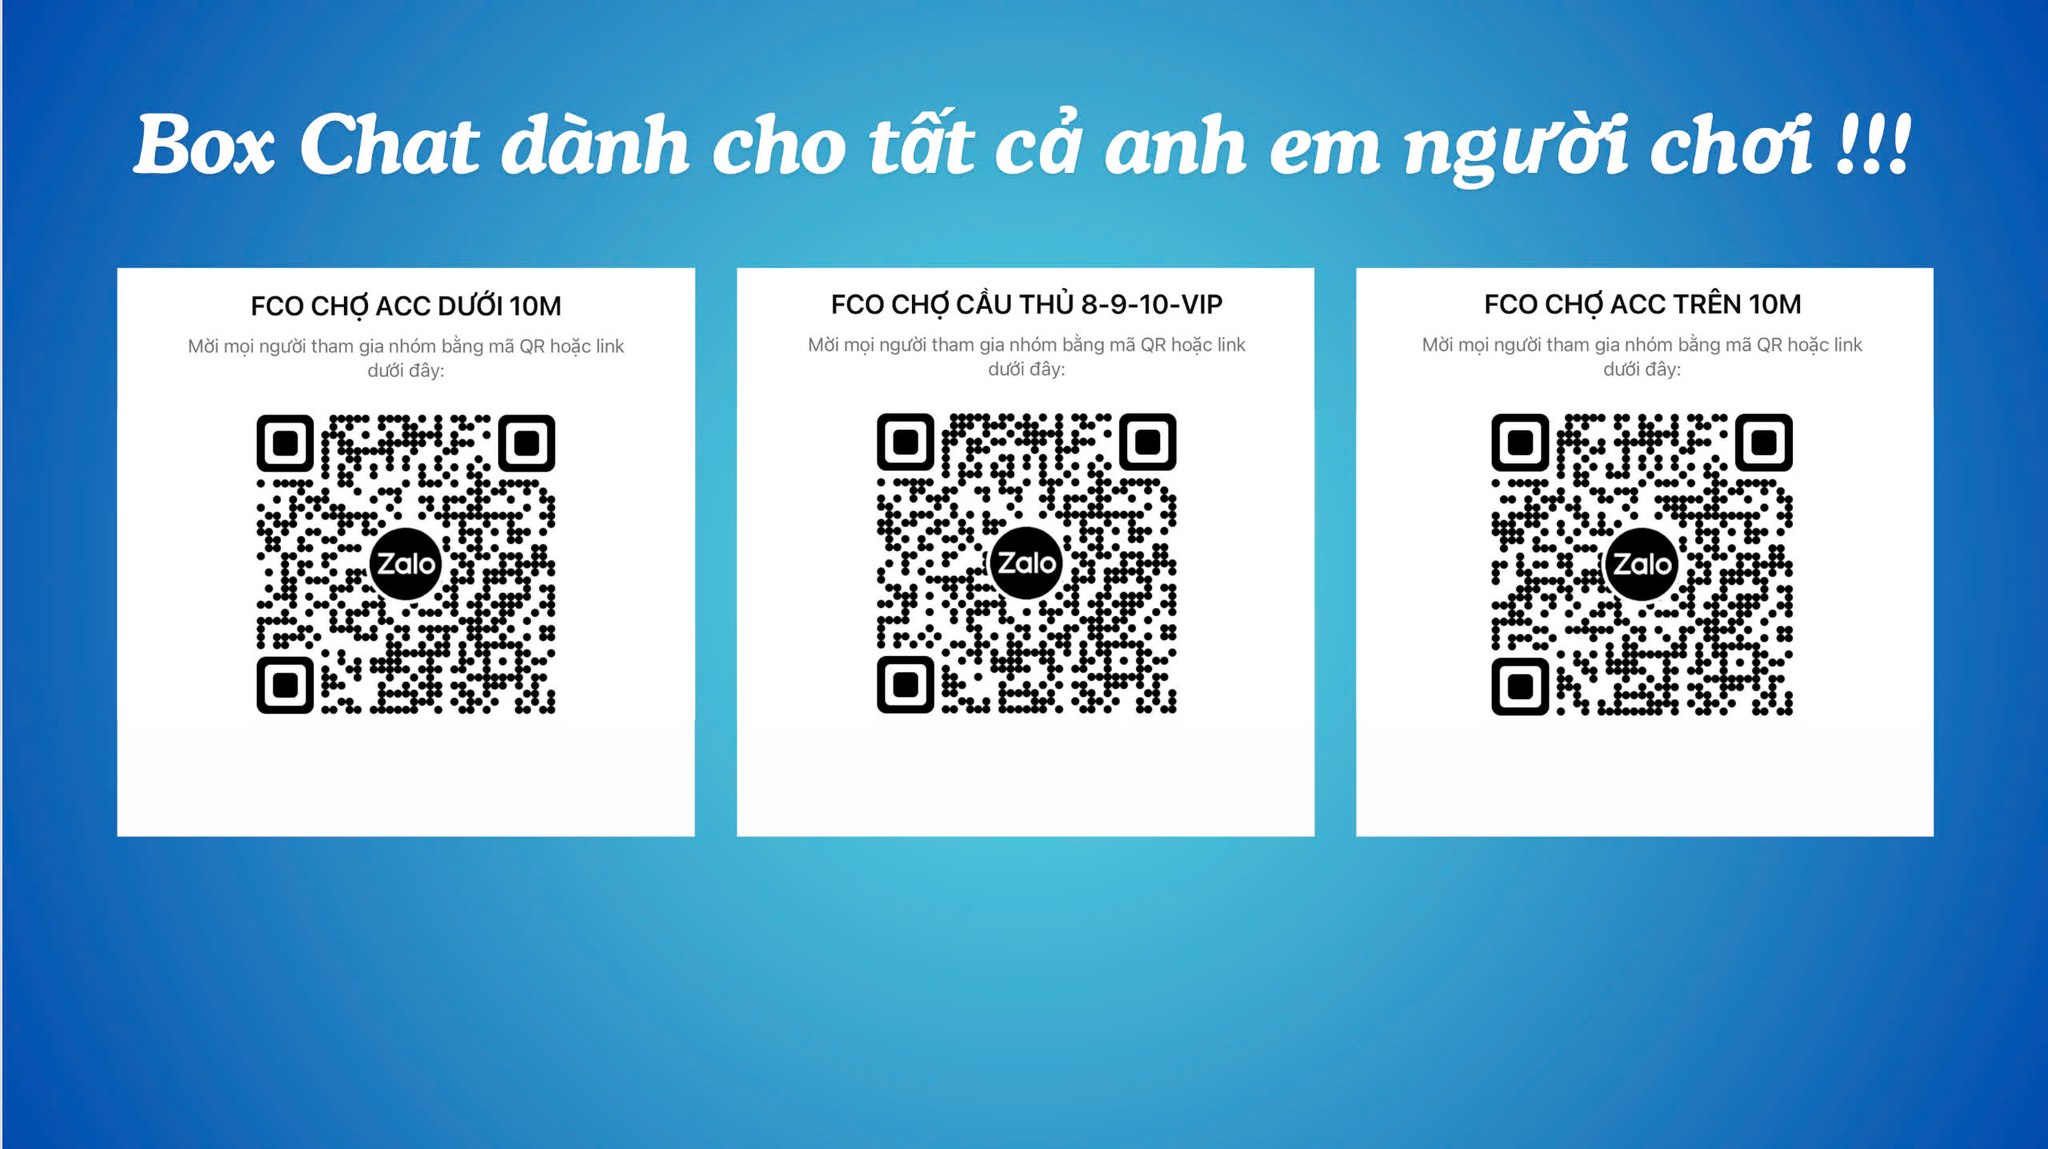 Box Chat dành cho tất cả anh em người chơi !!!
FCO CHỢ ACC DƯỚI 10M
Mời mọi người tham gia nhóm bằng mã QR hoặc link
dưới đây:
Zalo
FCO CHỢ CẦU THỦ 8-9-10-VIP
Mời mọi người tham gia nhóm bằng mã QR hoặc link
dưới đây:
Zalo
FCO CHỢ ACC TRÊN 10M
Mời mọi người tham gia nhóm bằng mã QR hoặc link
dưới đây:
Zalo